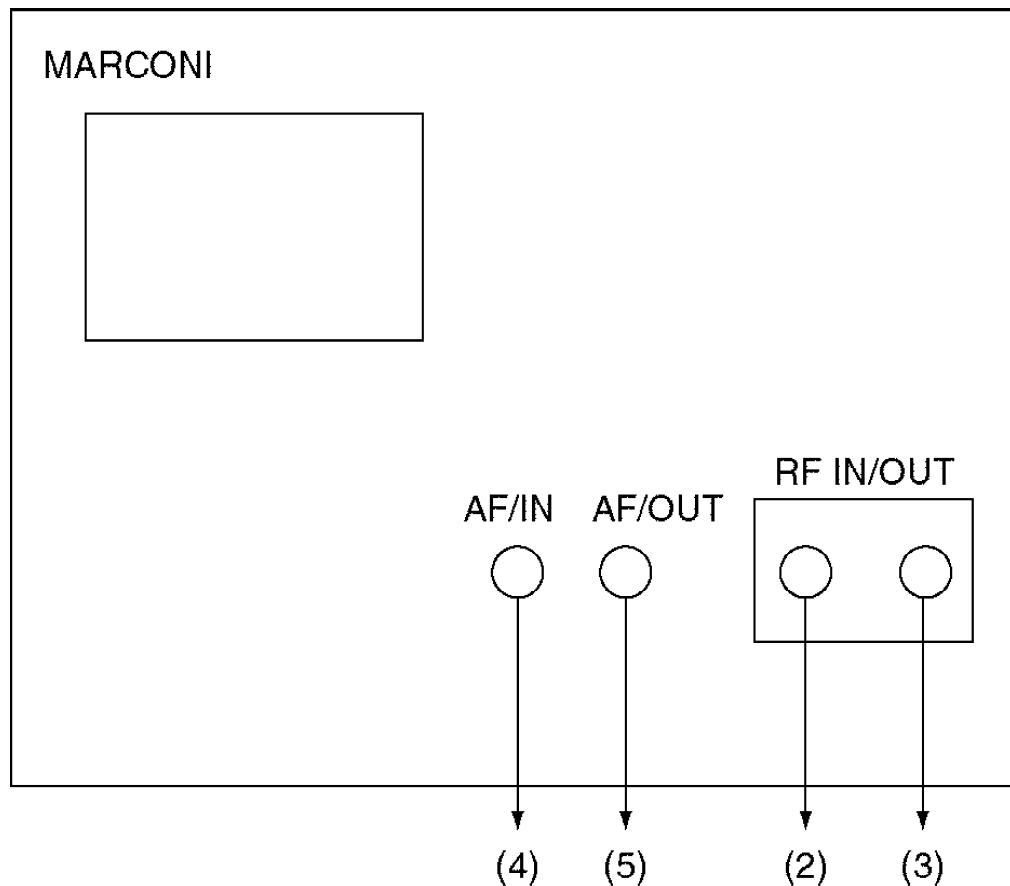 MARCONI
RF IN/OUT
AF/IN AF/OUT
(4) (5) (2) (3)